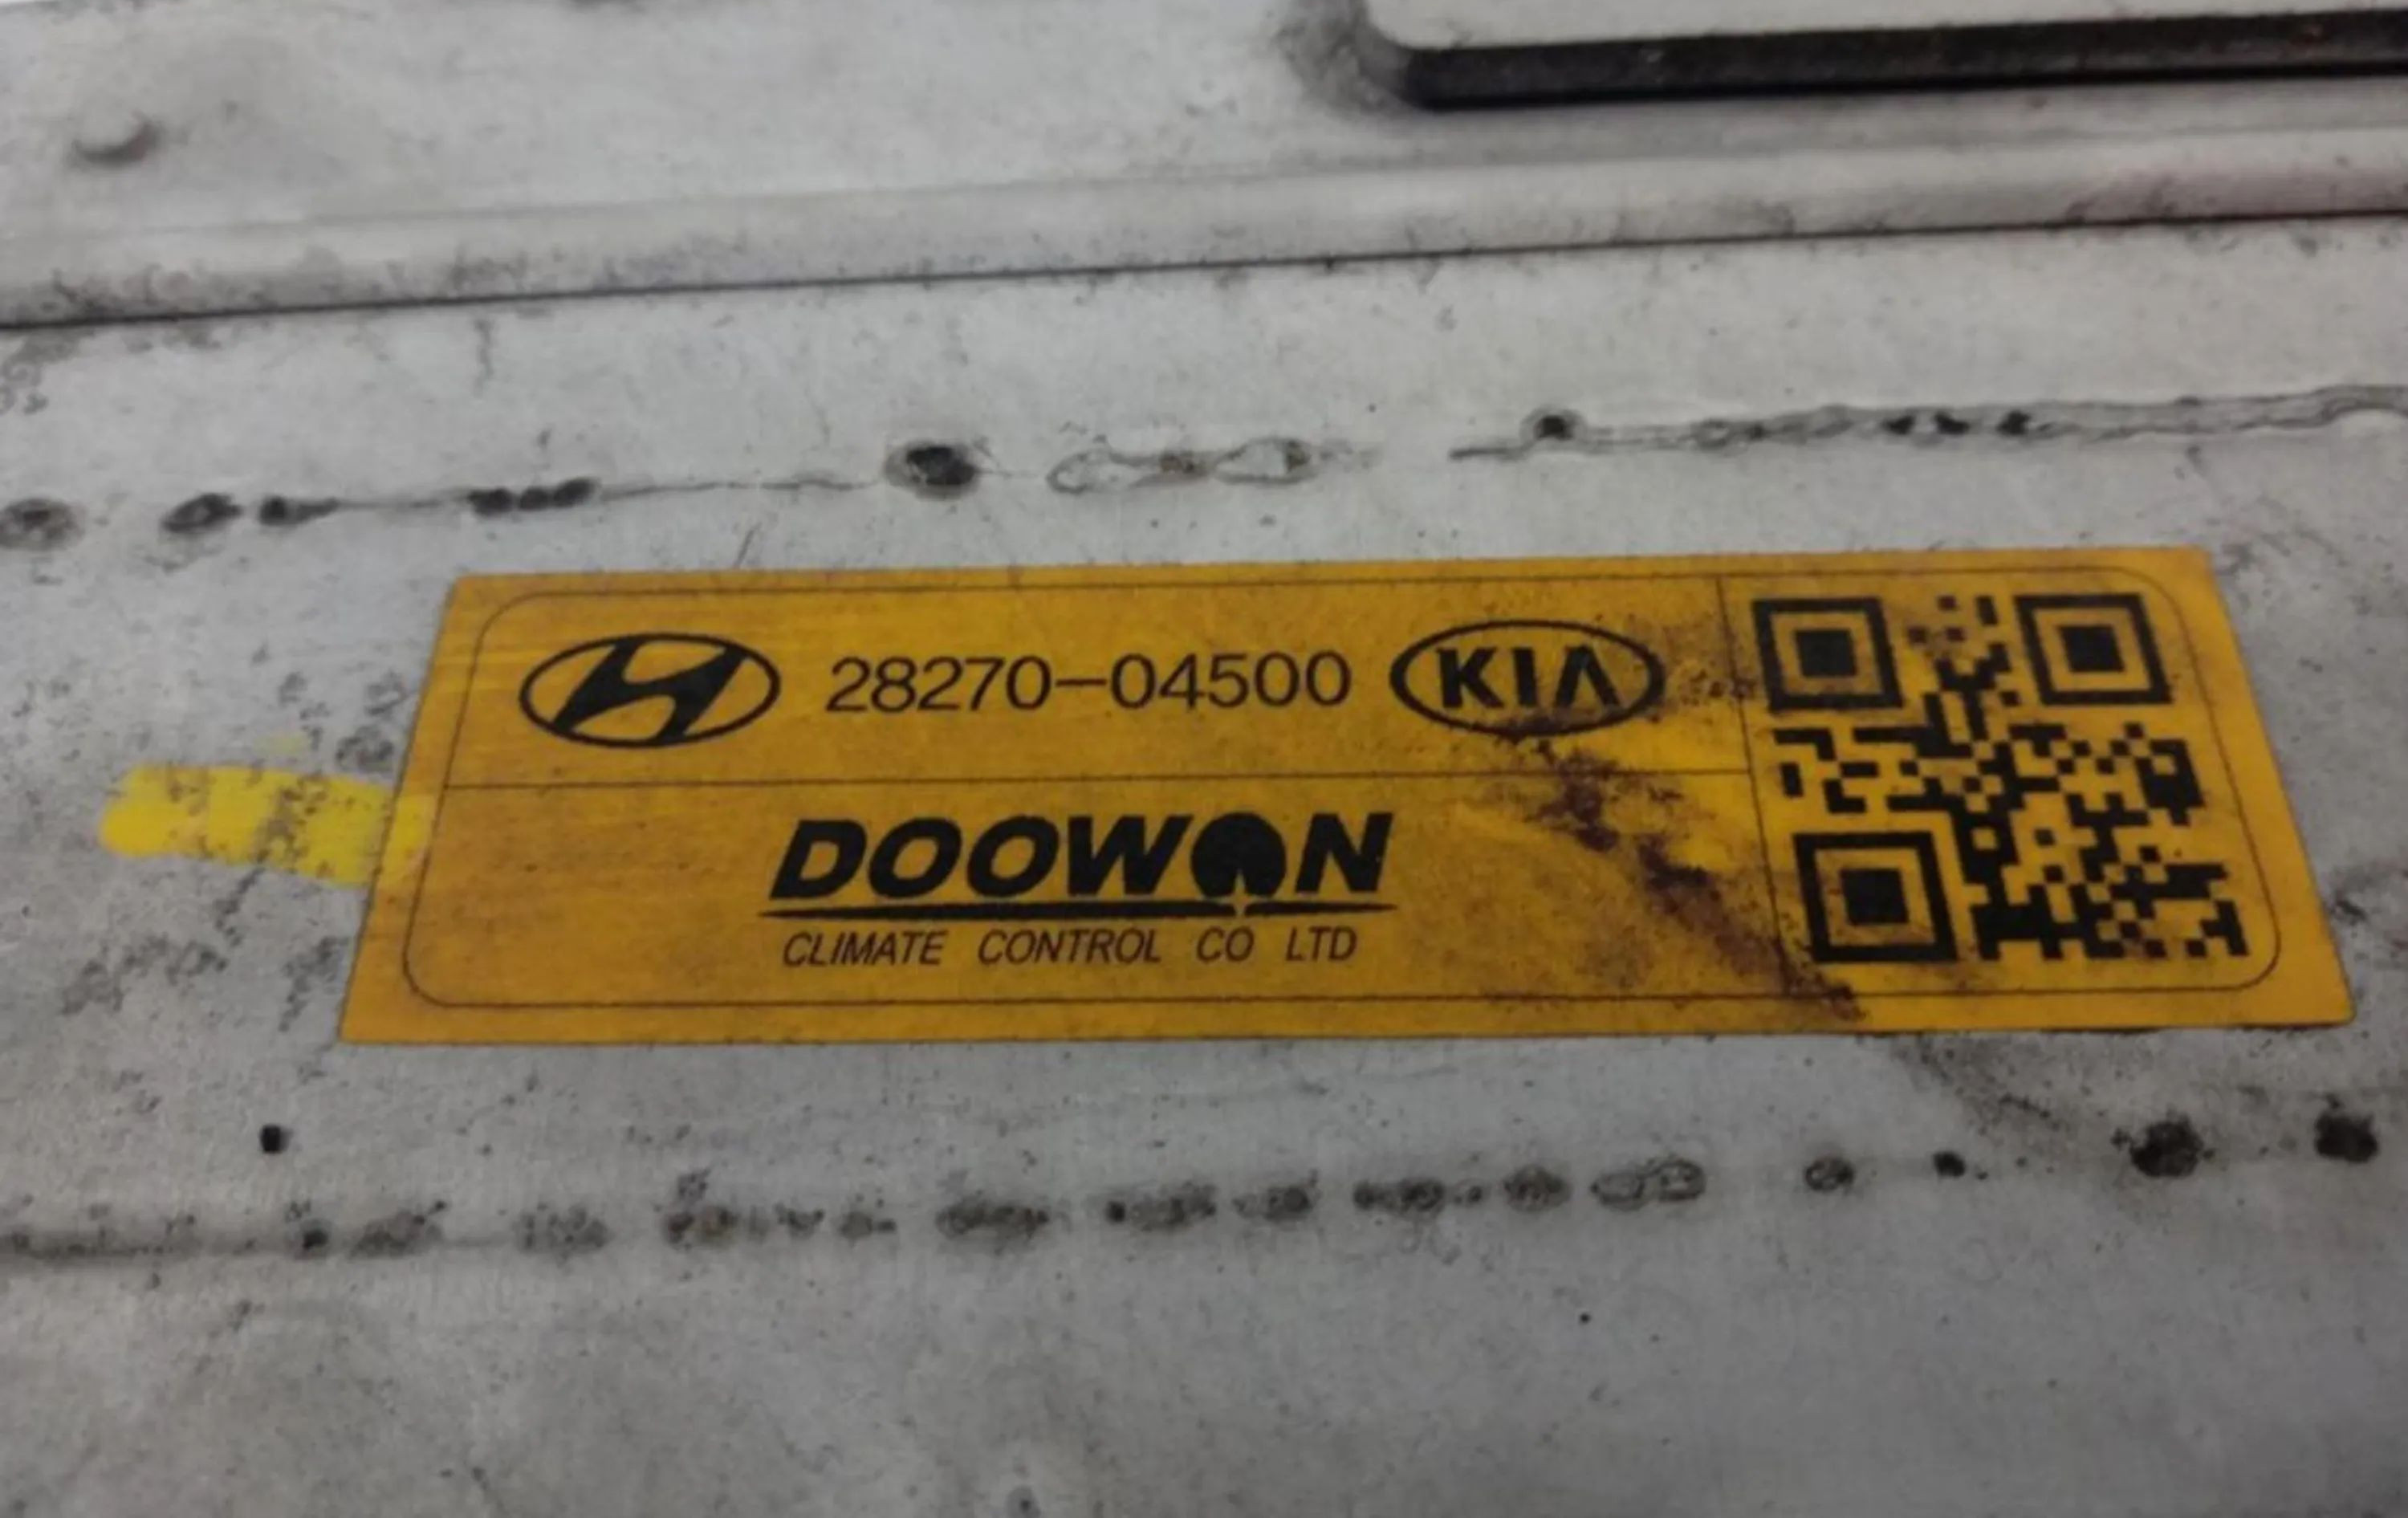 28270-04500 KIA
DOOWON
CLIMATE CONTROL CO LTD